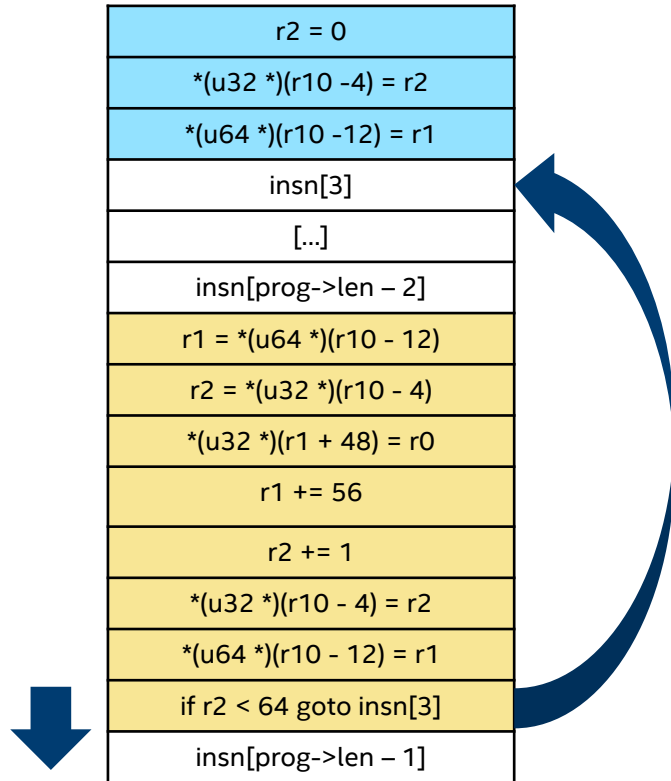 r2 = 0
*(u32 *)(r10 -4) = r2
*(u64 *)(r10 -12) = r1
insn[3]
[...]
insn[prog->len – 2]
r1 = *(u64 *)(r10 - 12)
r2 = *(u32 *)(r10 - 4)
*(u32 *)(r1 + 48) = r0
r1 += 56
r2 += 1
*(u32 *)(r10 - 4) = r2
*(u64 *)(r10 - 12) = r1
if r2 < 64 goto insn[3]
insn[prog->len – 1]